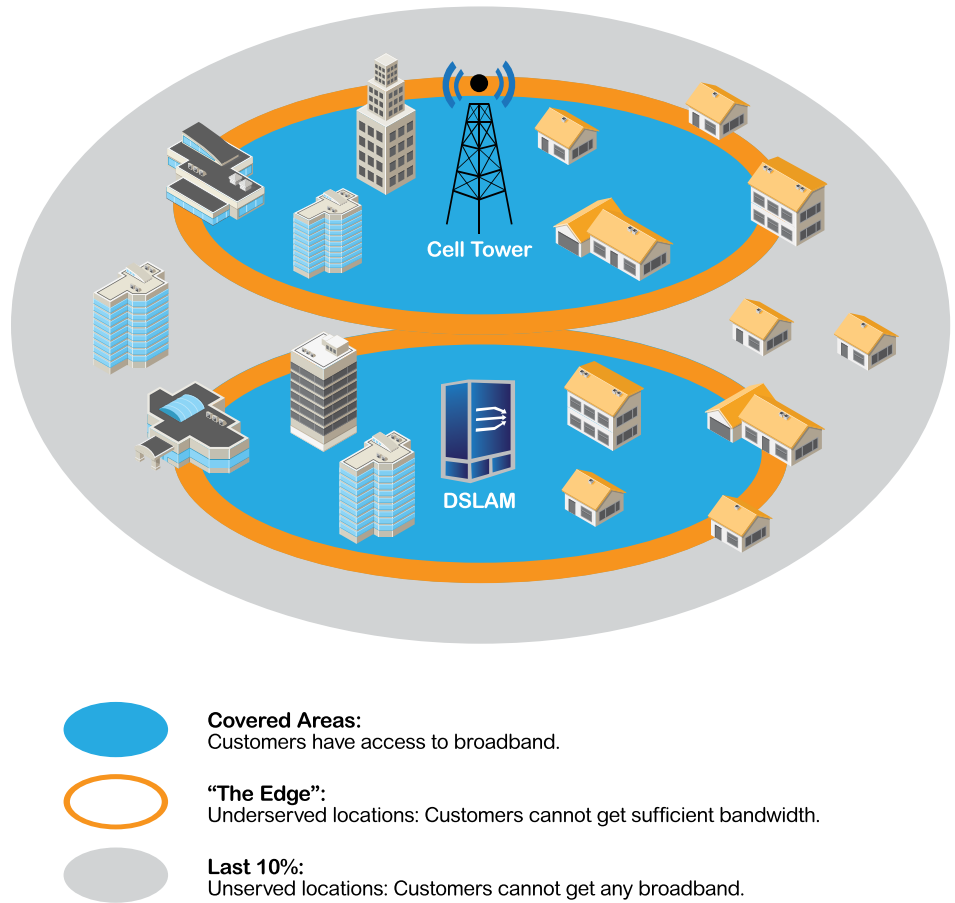 Cell Tower
DSLAM
Covered Areas:
Customers have access to broadband.
“The Edge”:
Underserved locations: Customers cannot get sufficient bandwidth.
Last 10%:
Unserved locations: Customers cannot get any broadband.